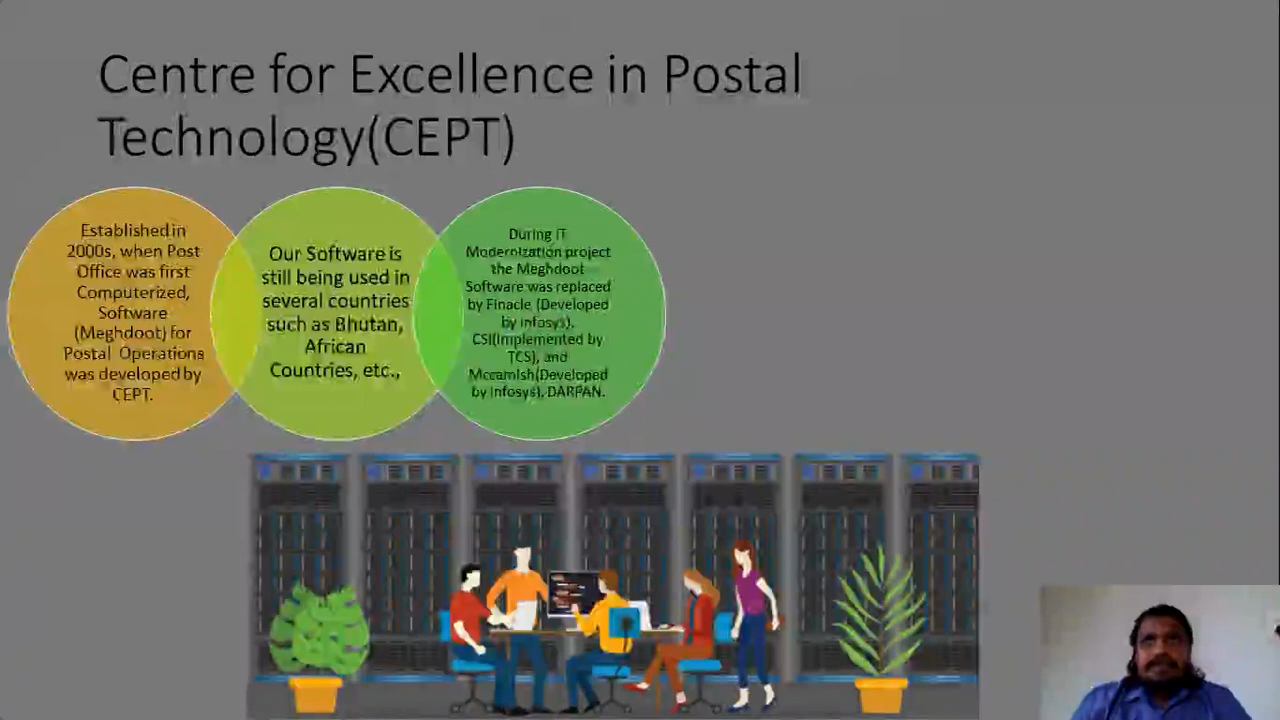 Centre for Excellence in Postal
Technology(CEPT)
Established in
2000s, when Post
Office was first
Computerized,
Software
(Meghdoot) for
Postal Operations
was developed by
CEPT.
Our Software is
still being used in
several countries
such as Bhutan,
African
Countries, etc.,
During IT
Modernization project
the Meghdoot
Software was replaced
by Finacle (Developed
by infosys),
CSI(Implemented by
TCS), and
Mccamish(Developed
by Infosys), DARPAN.